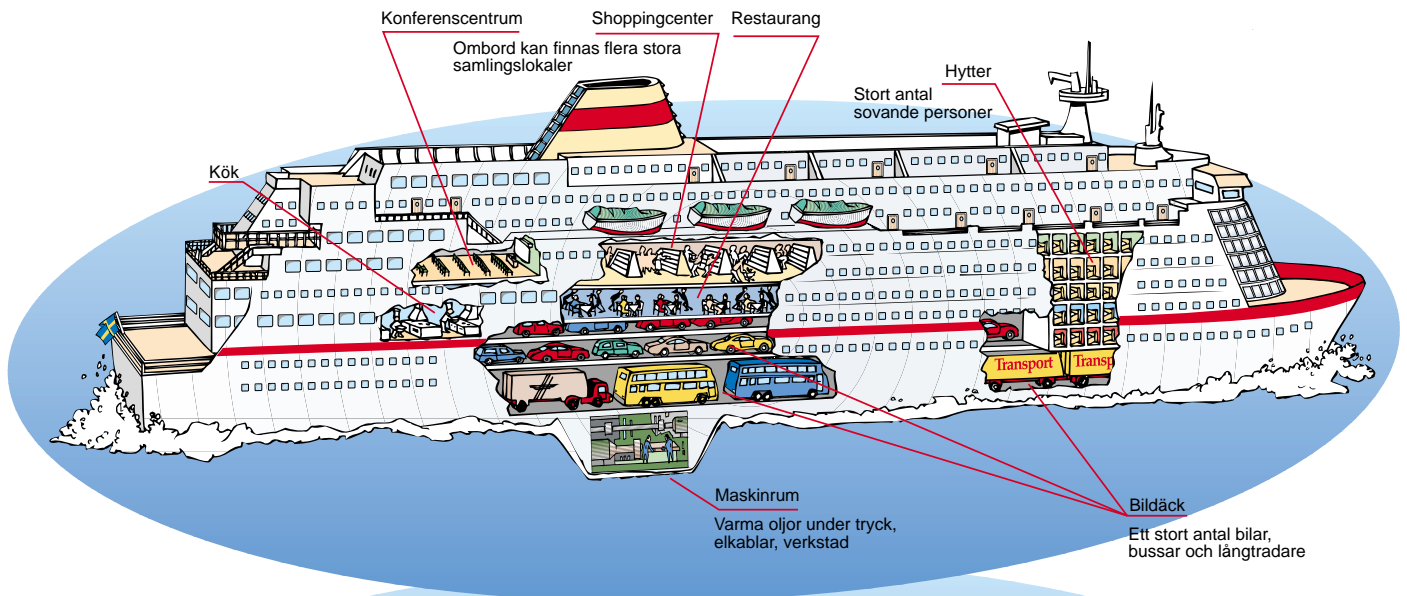 Konferenscentrum
Shoppingcenter
Restaurang
Ombord kan finnas flera stora
samlingslokaler
Hytter
Stort antal
sovande personer
Kök
Transport
Transp
Maskinrum
Varma oljor under tryck,
elkablar, verkstad
Bildäck
Ett stort antal bilar,
bussar och långtradare